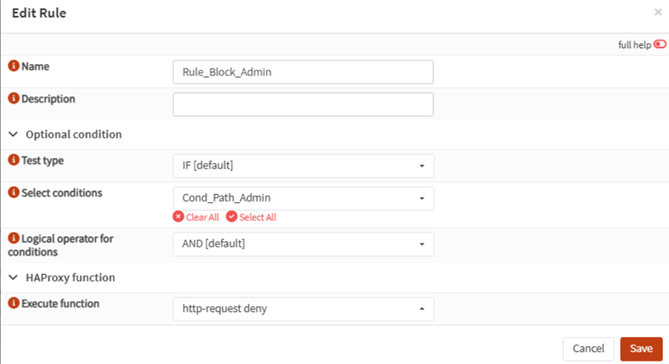 Edit Rule
×
full help
Name
Rule_Block_Admin
Description
Optional condition
Test type
IF [default]
Select conditions
Cond_Path_Admin
Clear All Select All
Logical operator for
conditions
AND [default]
HAProxy function
Execute function
http-request deny
Cancel Save